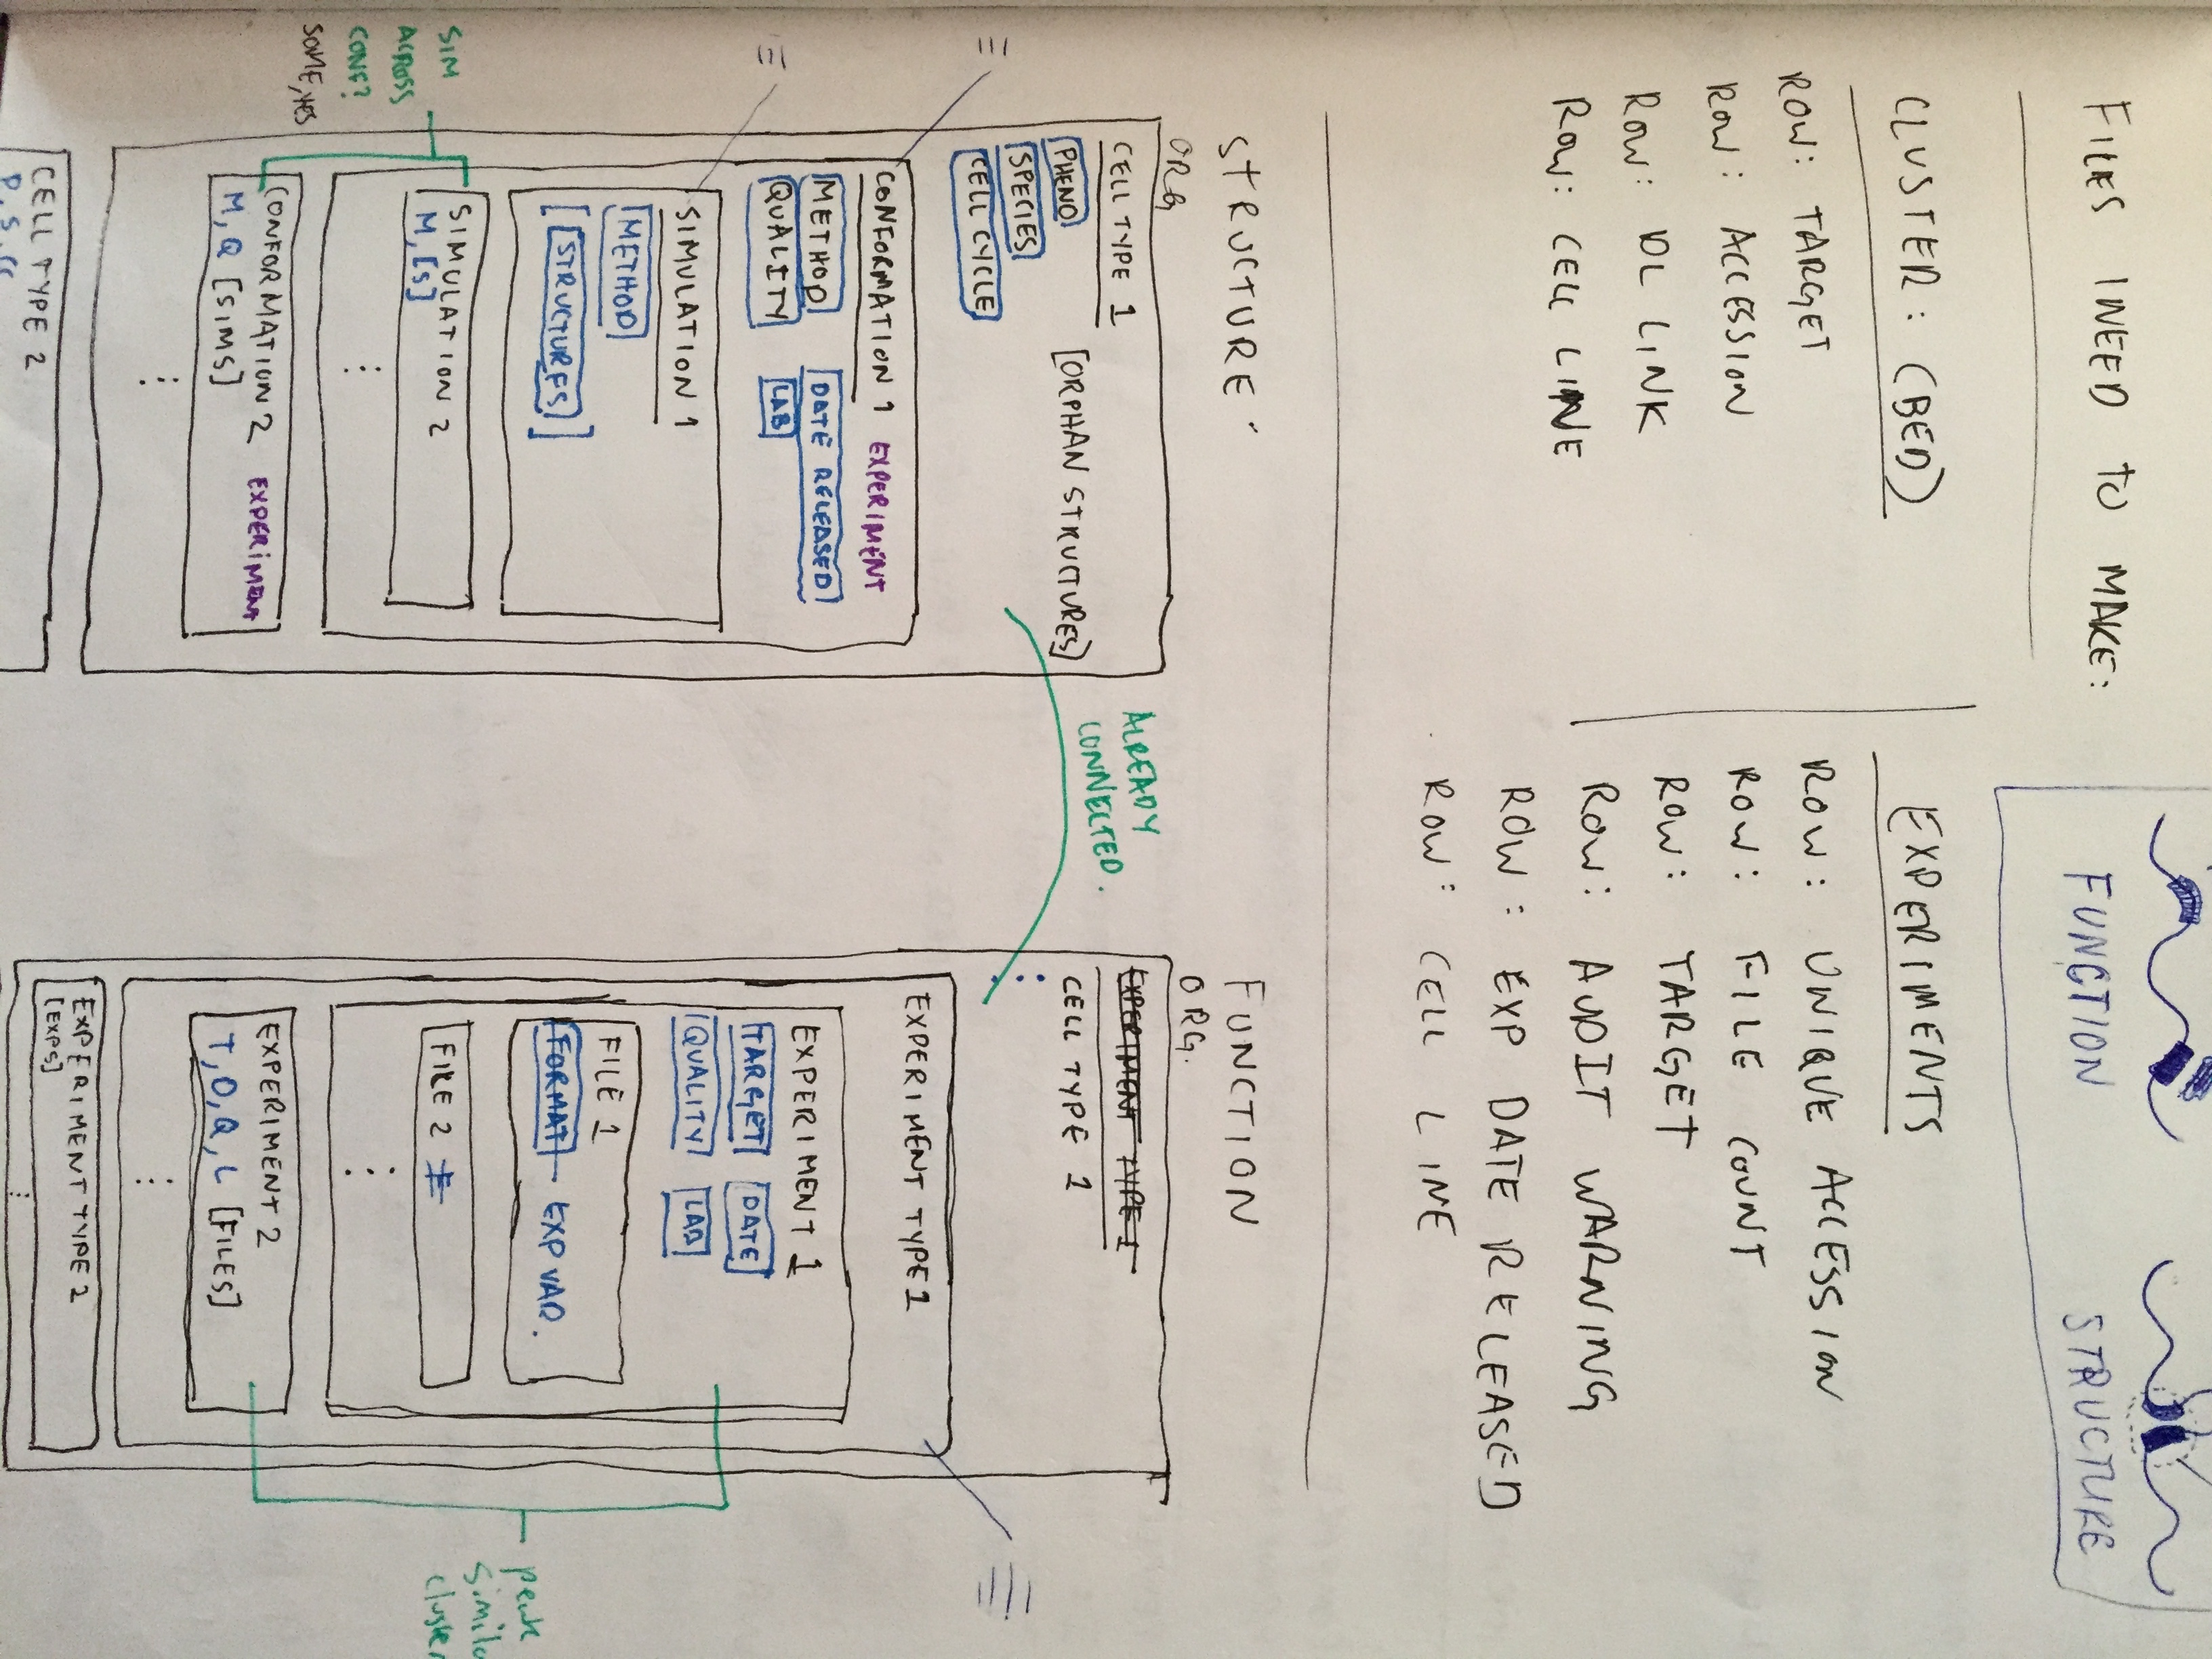 FILES I NEED TO MAKE:
FUNCTION
STRUCTURE
CLUSTER: (BED)
ROW: TARGET
ROW: ACCESSION
ROW: DL LINK
ROW: CELL LINE
EXPERIMENTS
ROW: UNIQUE ACCESSION
ROW: FILE COUNT
ROW: TARGET
ROW: AUDIT WARNING
ROW: EXP DATE RELEASED
ROW: CELL LINE
STRUCTURE
ORG
CELL TYPE 1
[ORPHAN STRUCTURES]
PHENO
SPECIES
CELL CYCLE
CONFORMATION 1 EXPERIMENT
METHOD DATE RELEASED
QUALITY LAB
SIMULATION 1
METHOD
[STRUCTURES]
SIMULATION 2
M, [S]
CONFORMATION 2 EXPERIMENT
M, Q [SIMS]
CELL TYPE 2
P, S, CC
SIM
ACROSS
CONF?
SOME, YES
ALREADY
CONNECTED.
FUNCTION
ORG.
EXPERIMENT TYPE 1
CELL TYPE 1
EXPERIMENT TYPE 1
EXPERIMENT 1
TARGET DATE
QUALITY LAB
FILE 1
FORMAT EXP VAR.
FILE 2
EXPERIMENT 2
T, D, Q, L [FILES]
EXPERIMENT TYPE 2
[EXPS]
peak